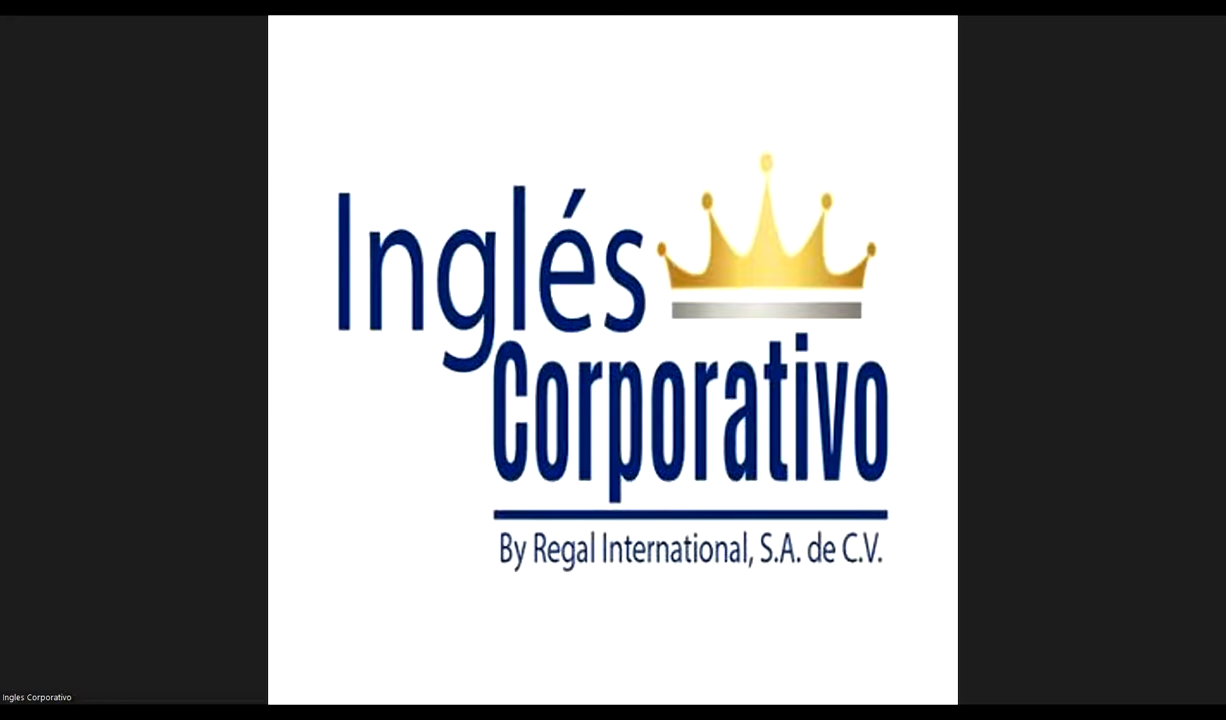 Inglés
Corporativo
By Regal International, S.A. de C.V.
Ingles Corporativo